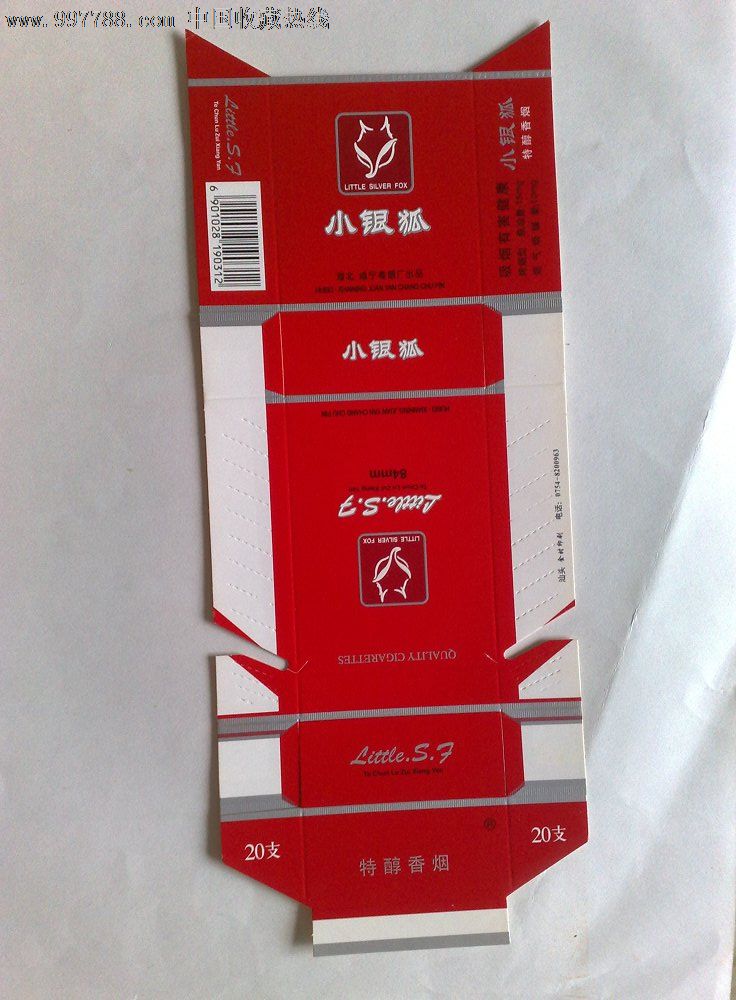 www.997788.com 中国收藏热线
Little.S.F
Te Chun Lu Zui Xiang Yan
6 901028 190312
LITTLE SILVER FOX
小银狐
湖北 咸宁卷烟厂出品
HUBEI · XIANNING JUAN YAN CHANG CHU PIN
小银狐
特醇香烟
吸烟有害健康
小银狐
HUBEI · XIANNING JUAN YAN CHANG CHU PIN
84mm
Te Chun Lu Zui Xiang Yan
Little.S.F
LITTLE SILVER FOX
QUALITY CIGARETTES
电话: 0754-8200963
Little.S.F
Te Chun Lu Zui Xiang Yan
®
20支
20支
特醇香烟